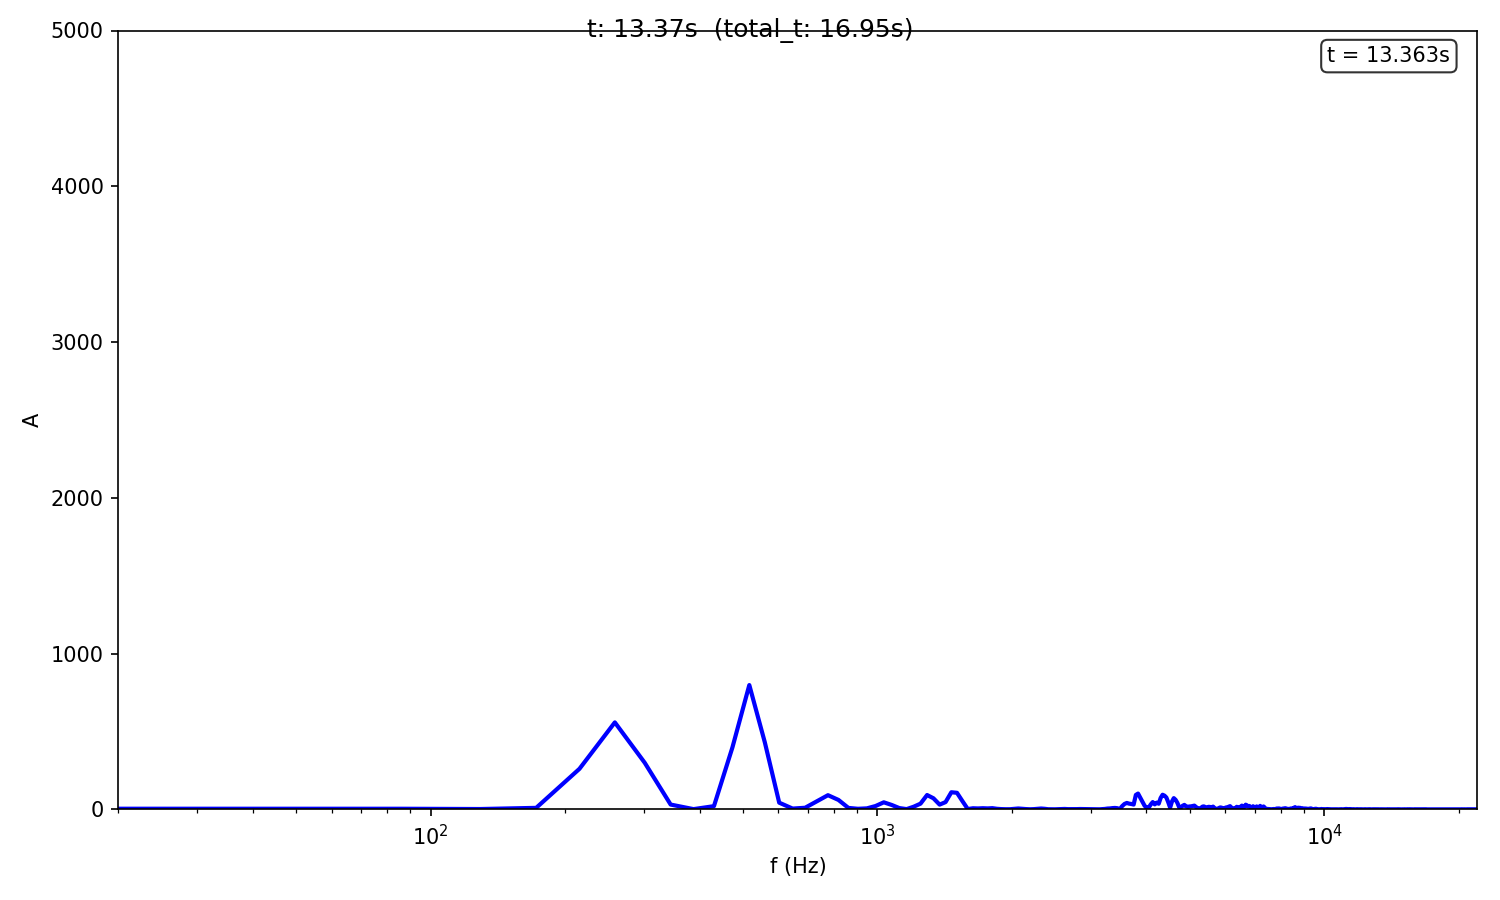 t: 13.37s  (total_t: 16.95s)
t = 13.363s
5000
4000
3000
2000
1000
0
A
10² 10³ 10⁴
f (Hz)